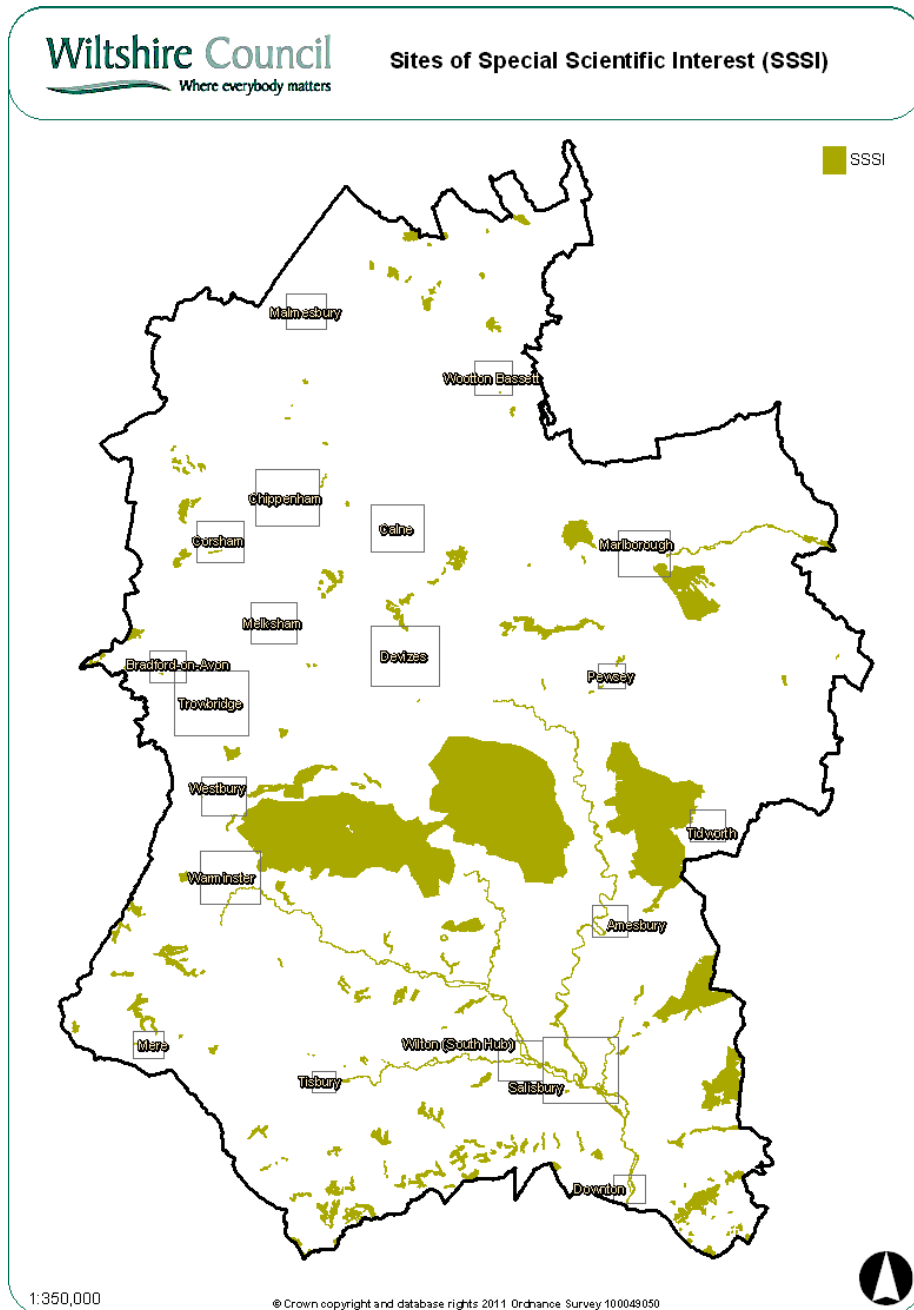 Wiltshire Council
Where everybody matters
Sites of Special Scientific Interest (SSSI)
SSSI
Malmesbury
Wootton Bassett
Chippenham
Calne
Corsham
Marlborough
Melksham
Devizes
Bradford-on-Avon
Pewsey
Trowbridge
Westbury
Tidworth
Warminster
Amesbury
Mere
Wilton (South Hub)
Tisbury
Salisbury
Downton
1:350,000
© Crown copyright and database rights 2011 Ordnance Survey 100049050